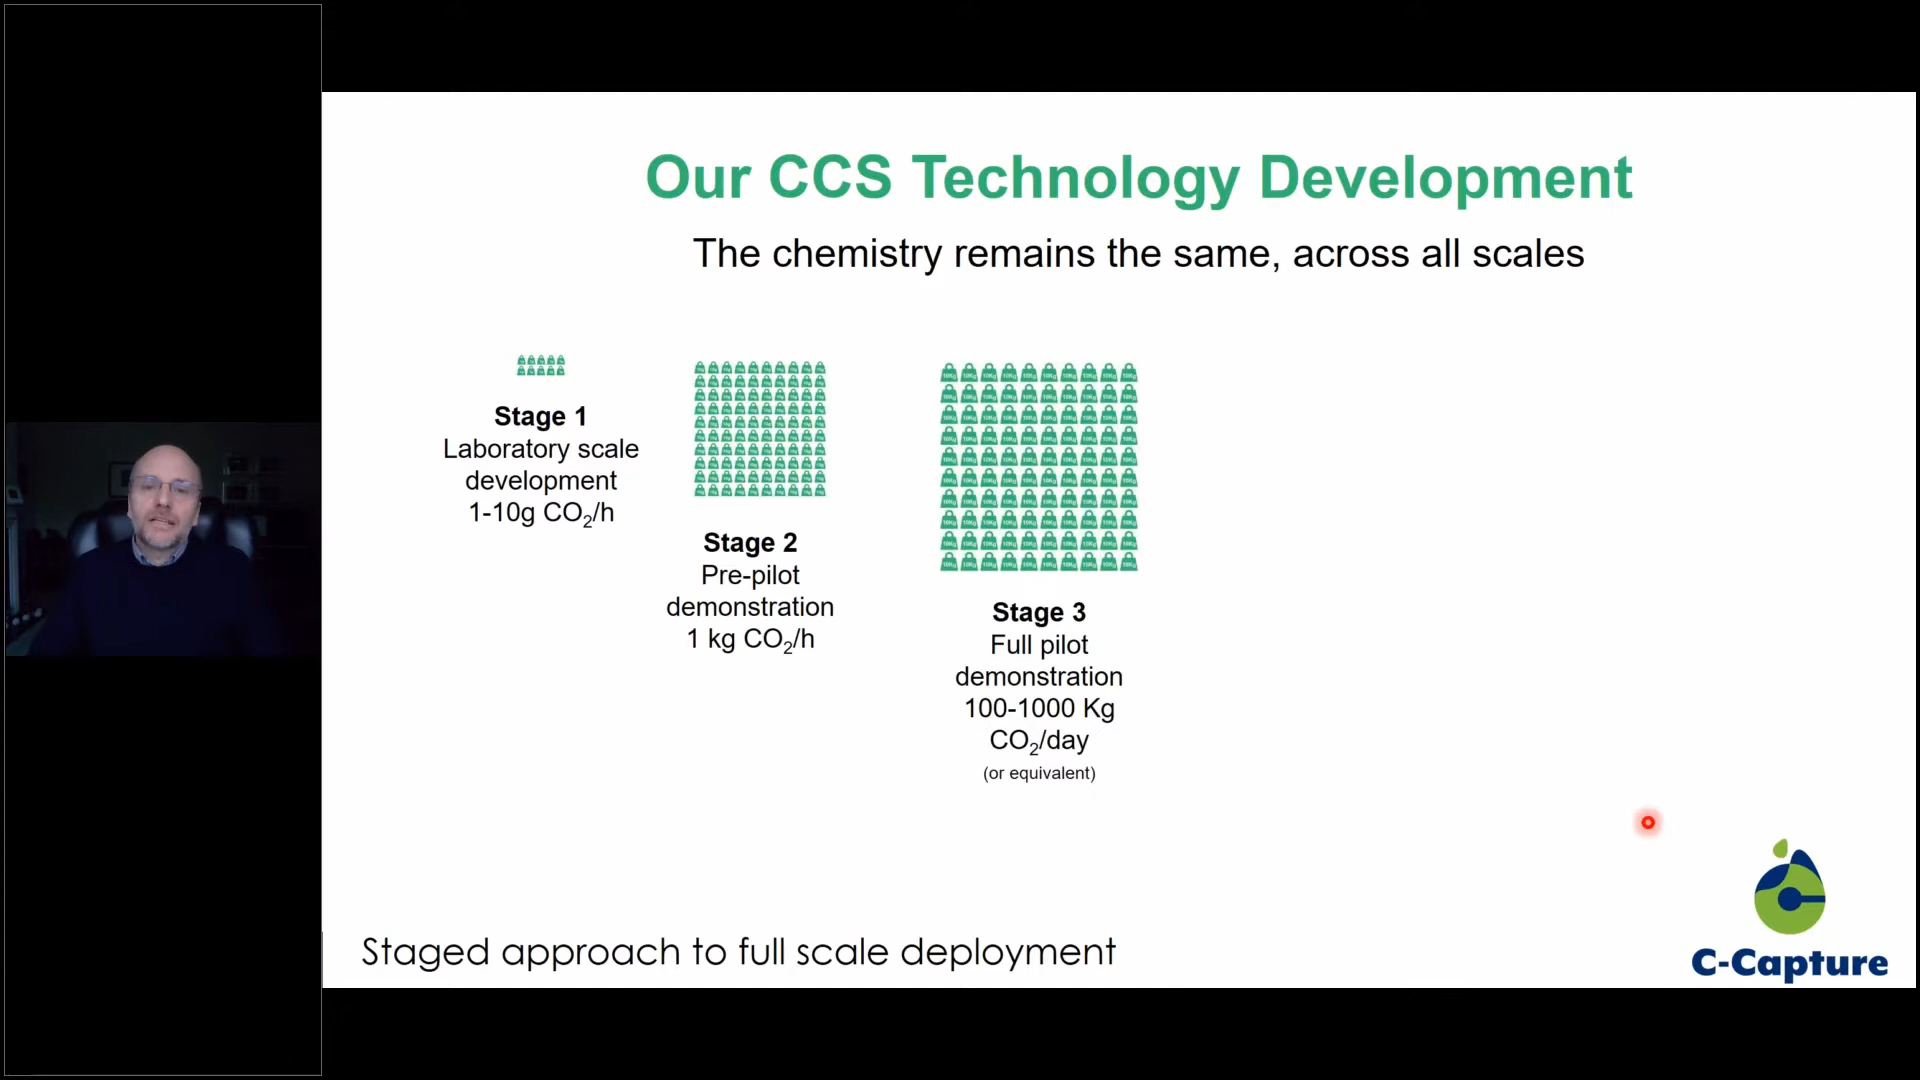 Our CCS Technology Development
The chemistry remains the same, across all scales
Stage 1
Laboratory scale
development
1-10g CO₂/h
Stage 2
Pre-pilot
demonstration
1 kg CO₂/h
Stage 3
Full pilot
demonstration
100-1000 Kg
CO₂/day
(or equivalent)
Staged approach to full scale deployment
C-Capture